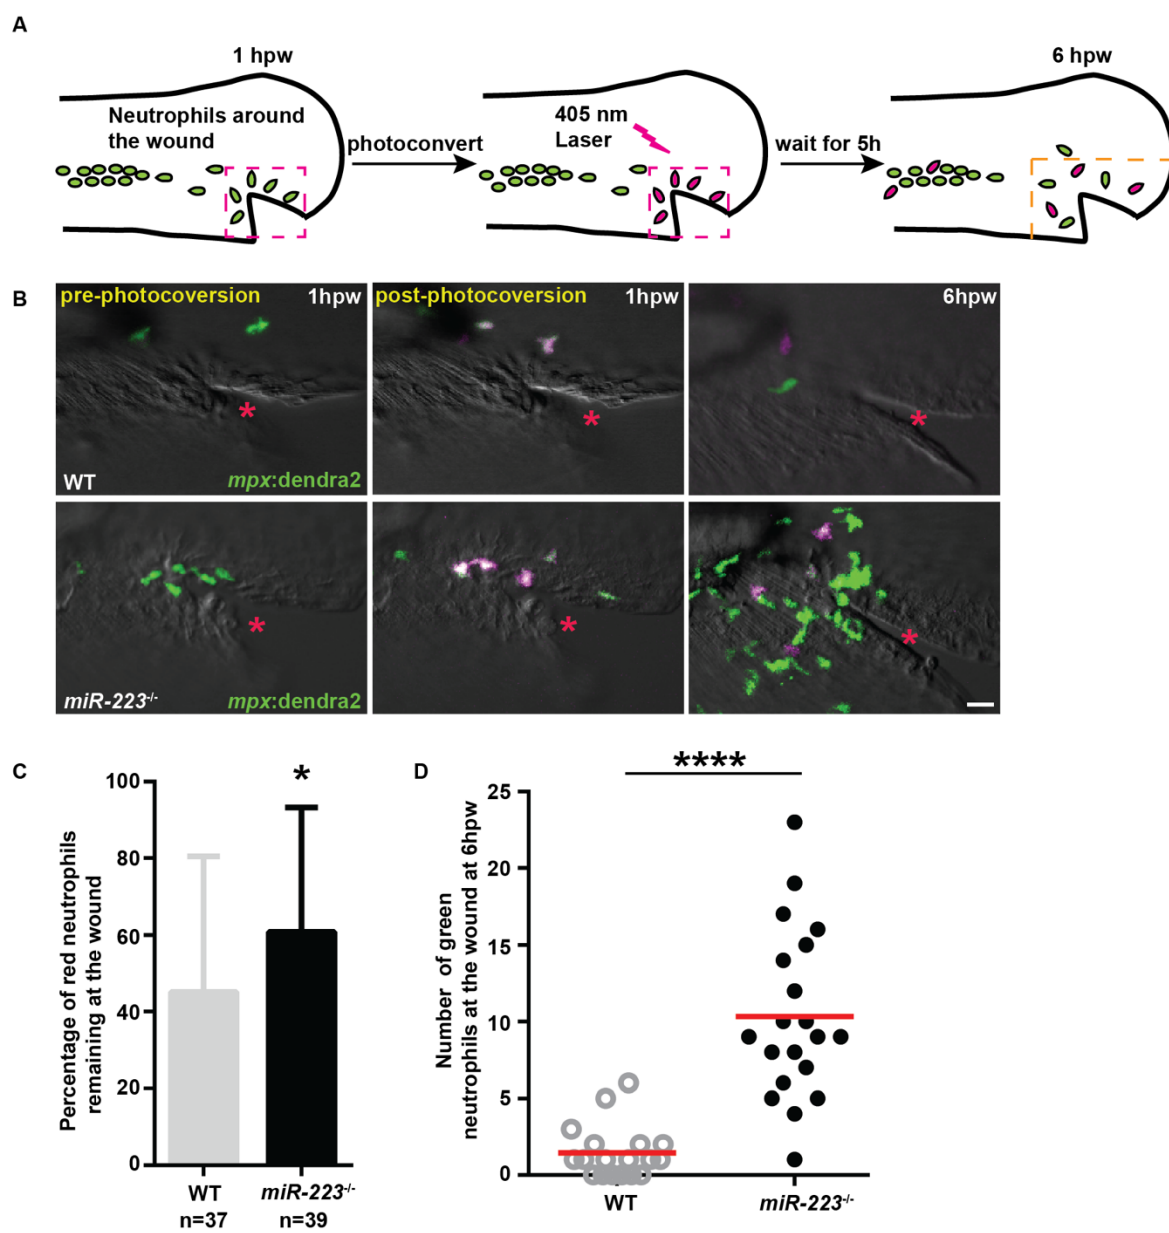 A
1 hpw
6 hpw
Neutrophils around
the wound
photoconvert
405 nm
Laser
wait for 5h
B
pre-photocoversion
1hpw
post-photocoversion
1hpw
6hpw
*
*
*
WT
mpx:dendra2
*
*
*
miR-223-/-
mpx:dendra2
C
Percentage of red neutrophils
remaining at the wound
100
80
60
40
20
0
*
WT
n=37
miR-223-/-
n=39
D
Number of green
neutrophils at the wound at 6hpw
25
20
15
10
5
0
****
WT
miR-223-/-